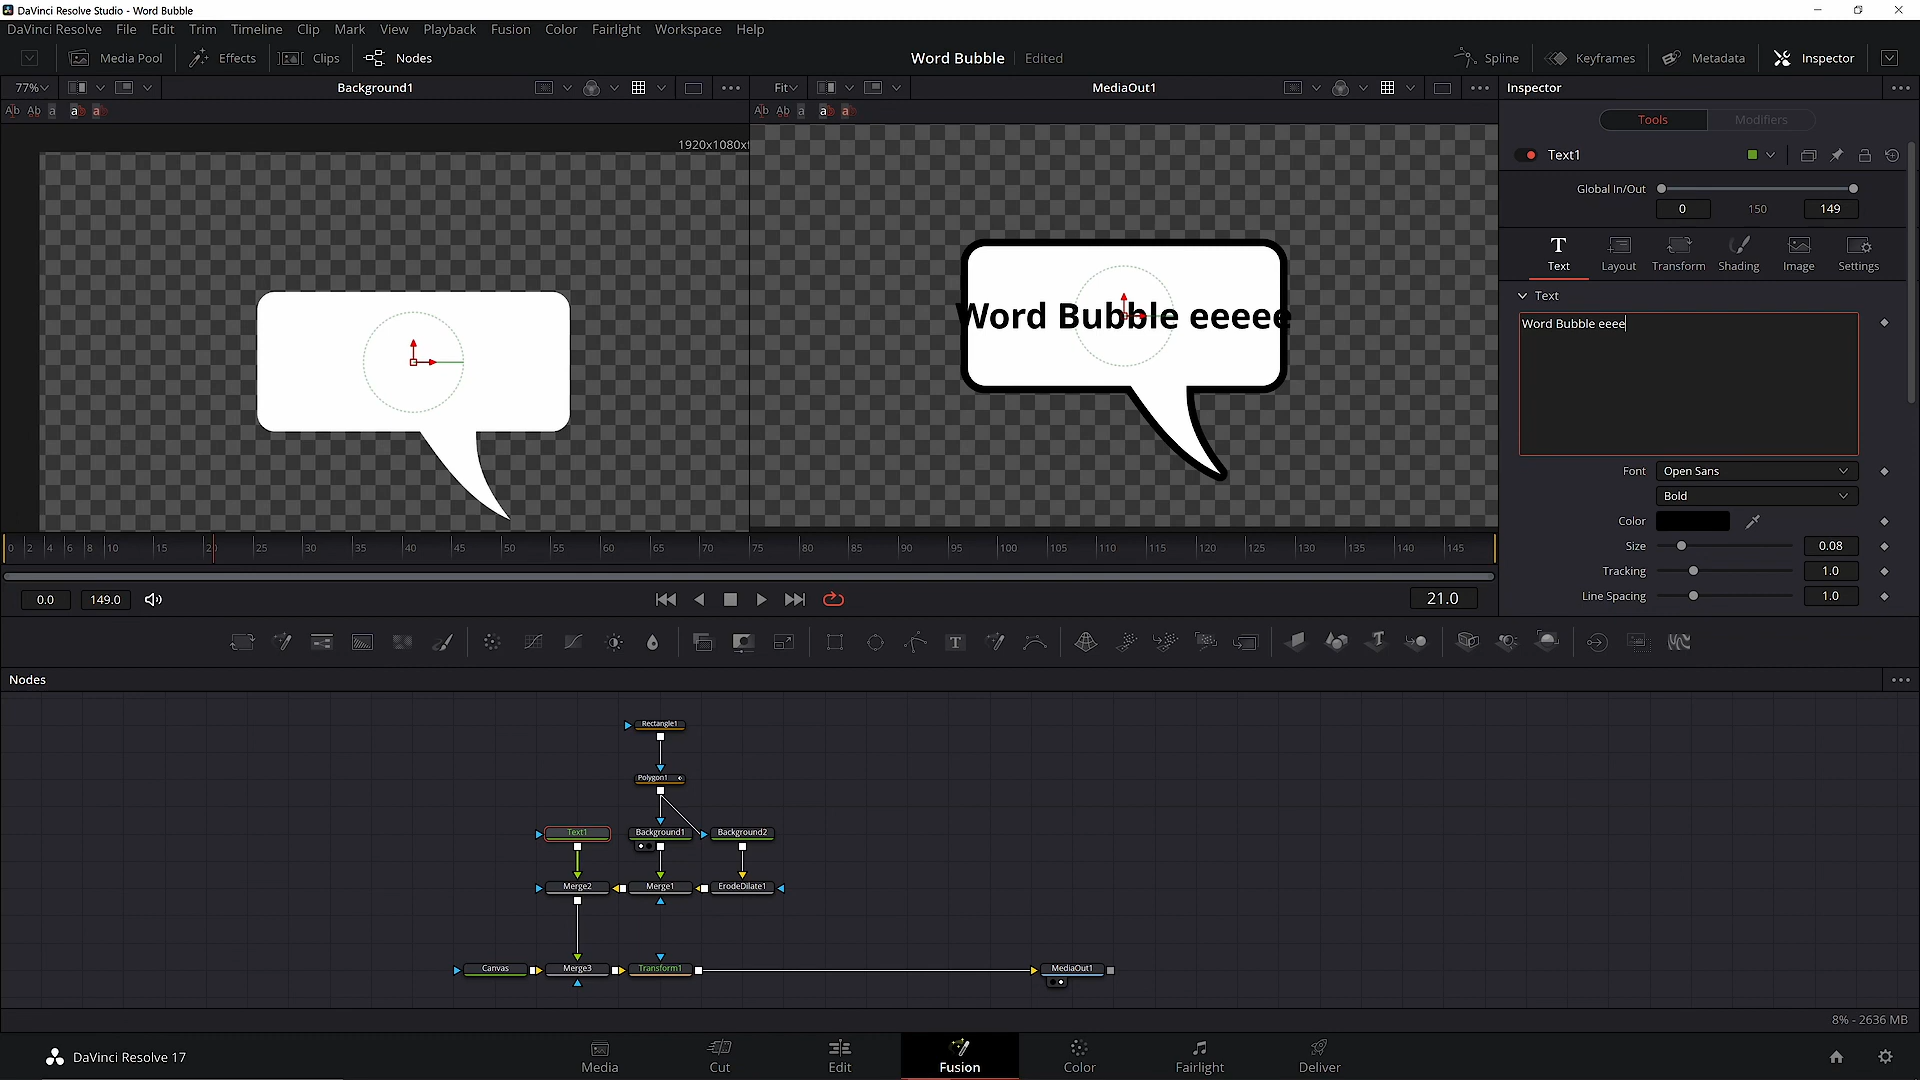 DaVinci Resolve Studio - Word Bubble
DaVinci Resolve File Edit Trim Timeline Clip Mark View Playback Fusion Color Fairlight Workspace Help
Media Pool Effects Clips Nodes Word Bubble Edited Spline Keyframes Metadata Inspector
77% Background1 Fit MediaOut1 Inspector
Ab Ab a a a Ab Ab a a a
Tools Modifiers
1920x1080xf
Text1
Global In/Out
0 150 149
Text Layout Transform Shading Image Settings
Text
Word Bubble eeee
Word Bubble eeeee
Font Open Sans
Bold
Color
Size 0.08
Tracking 1.0
Line Spacing 1.0
0 2 4 6 8 10 15 20 25 30 35 40 45 50 55 60 65 70 75 80 85 90 95 100 105 110 115 120 125 130 135 140 145
0.0 149.0 21.0
Nodes
Rectangle1
Polygon1
Text1 Background1 Background2
Merge2 Merge1 ErodeDilate1
Canvas Merge3 Transform1 MediaOut1
8% - 2636 MB
DaVinci Resolve 17 Media Cut Edit Fusion Color Fairlight Deliver